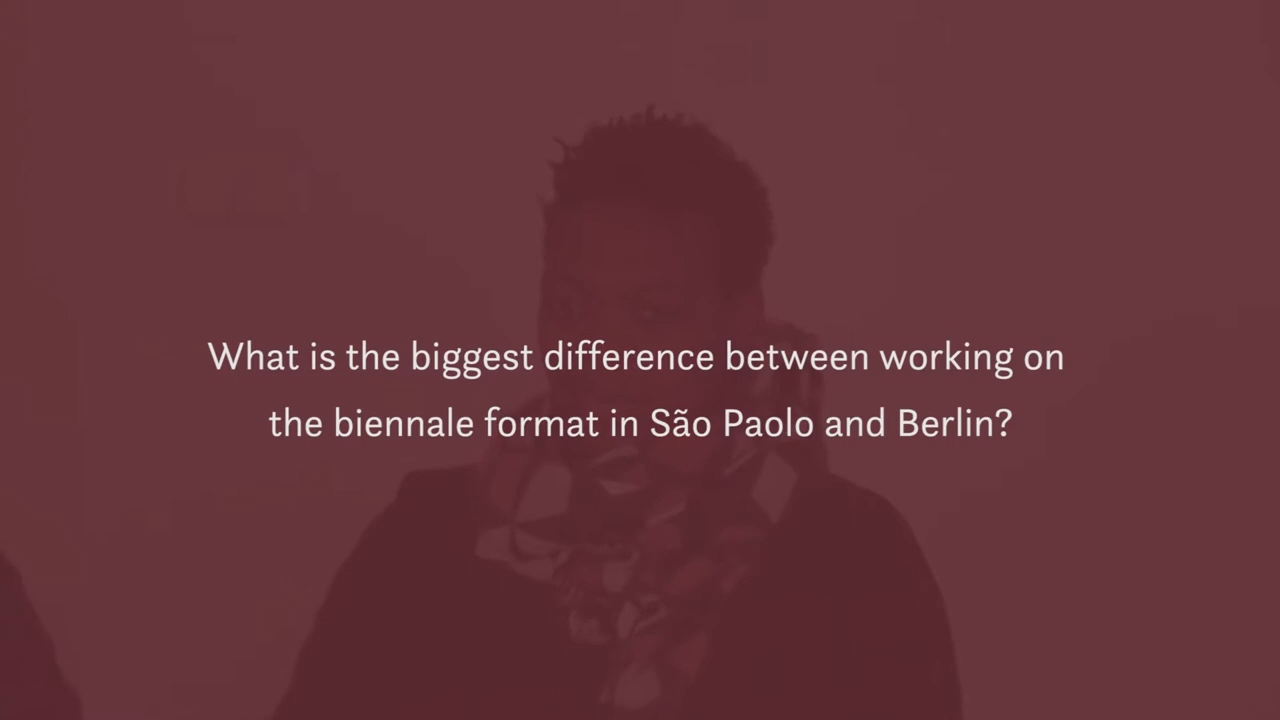 What is the biggest difference between working on
the biennale format in São Paolo and Berlin?